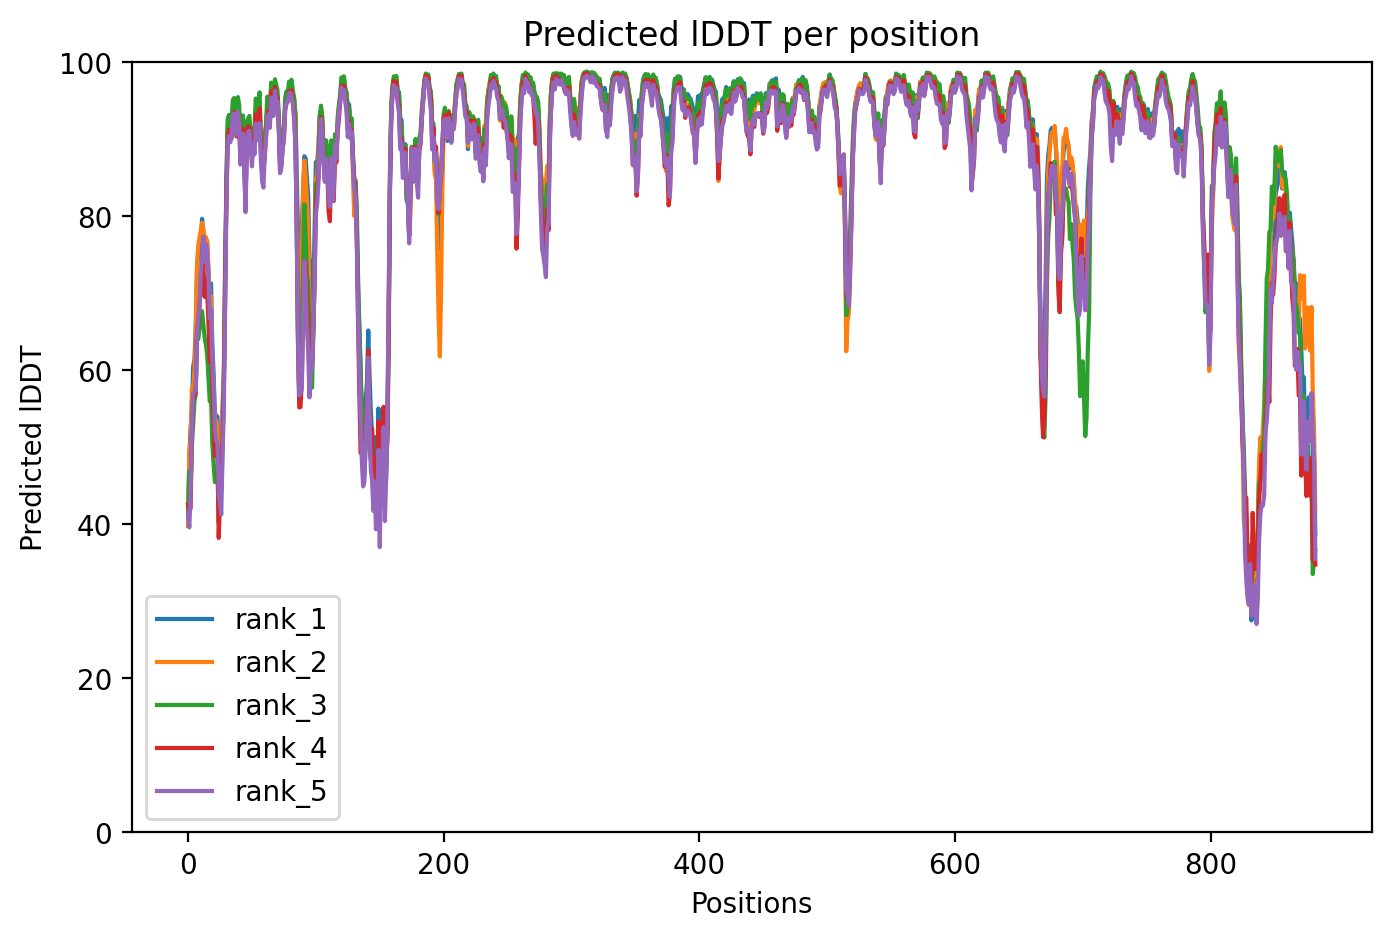 Predicted lDDT per position
100
80
60
40
20
0
Predicted lDDT
rank_1
rank_2
rank_3
rank_4
rank_5
0 200 400 600 800
Positions